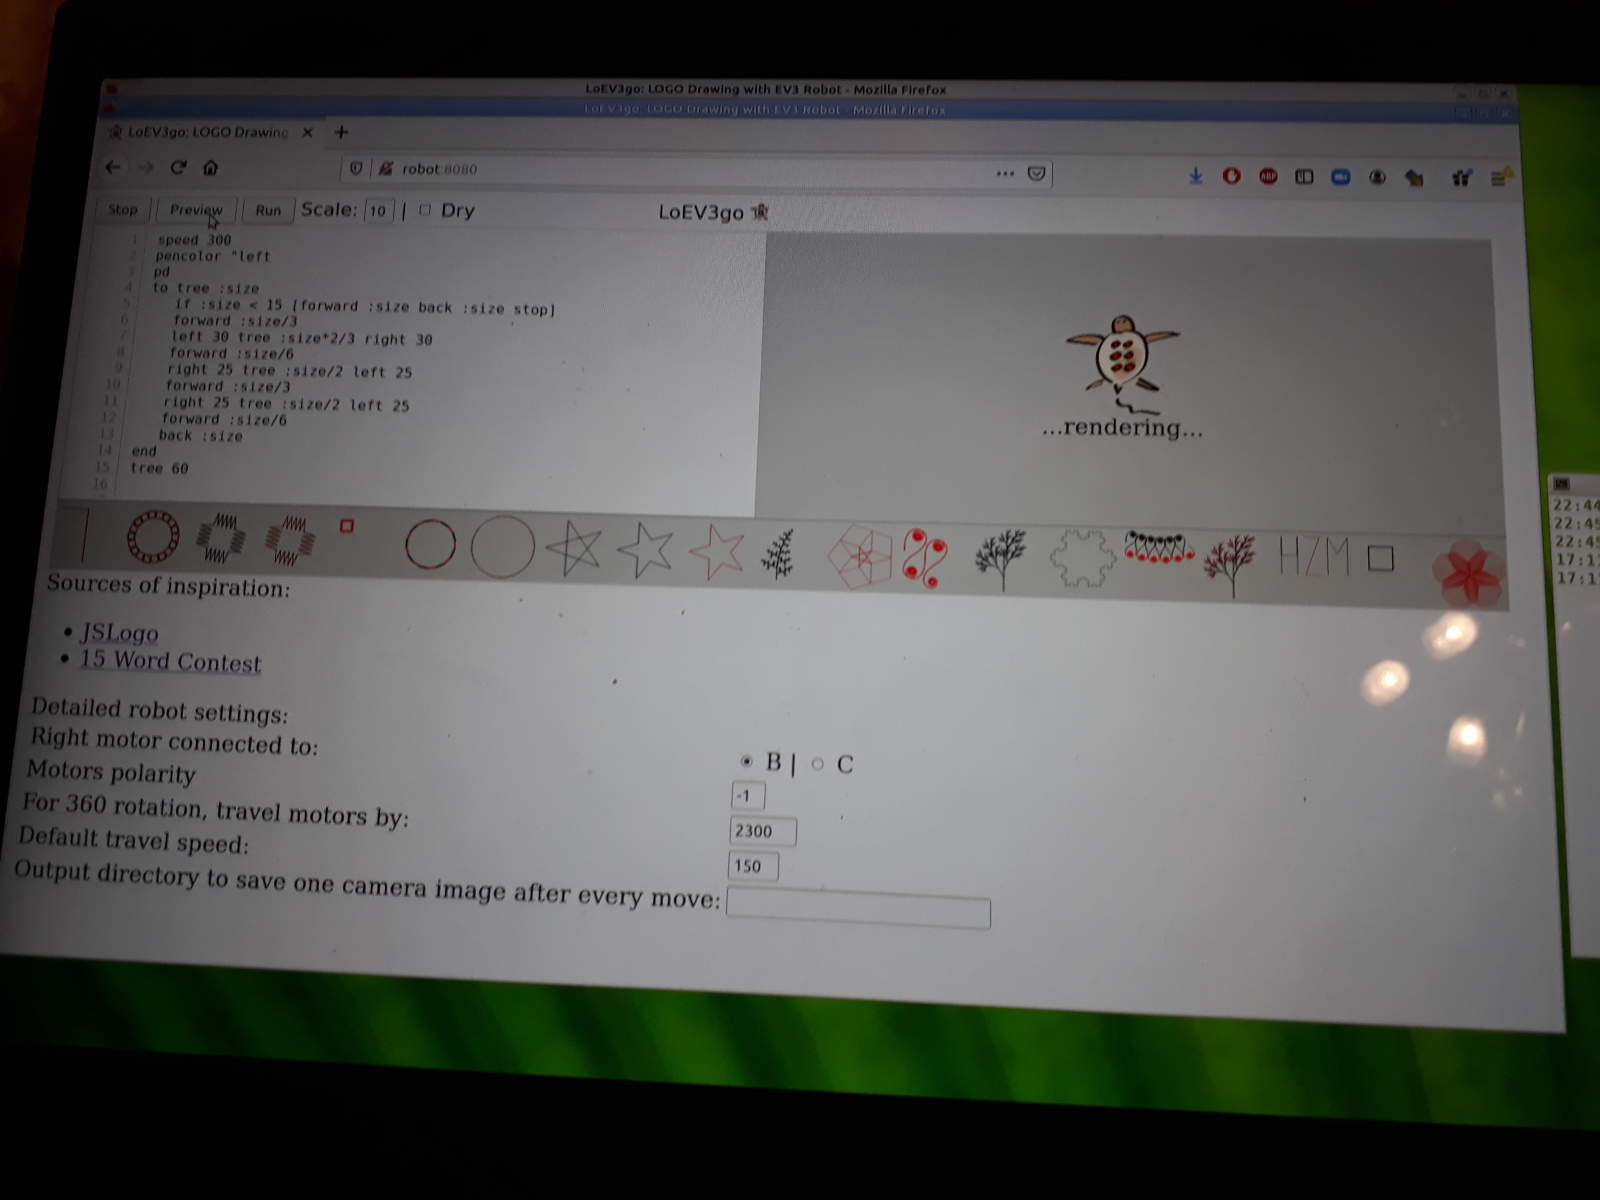 LoEV3go: LOGO Drawing with EV3 Robot - Mozilla Firefox
LoEV3go: LOGO Drawing with EV3 Robot - Mozilla Firefox
LoEV3go: LOGO Drawing
robot:8080
ABP
Stop Preview Run Scale: 10 | Dry LoEV3go
1 speed 300
2 pencolor "left
3 pd
4 to tree :size
5 if :size < 15 [forward :size back :size stop]
6 forward :size/3
7 left 30 tree :size*2/3 right 30
8 forward :size/6
9 right 25 tree :size/2 left 25
10 forward :size/3
11 right 25 tree :size/2 left 25
12 forward :size/6
13 back :size
14 end
15 tree 60
16
...rendering...
HZM
Sources of inspiration:
JSLogo
15 Word Contest
Detailed robot settings:
Right motor connected to: B | C
Motors polarity -1
For 360 rotation, travel motors by: 2300
Default travel speed: 150
Output directory to save one camera image after every move:
22:44
22:45
22:45
17:1
17:1